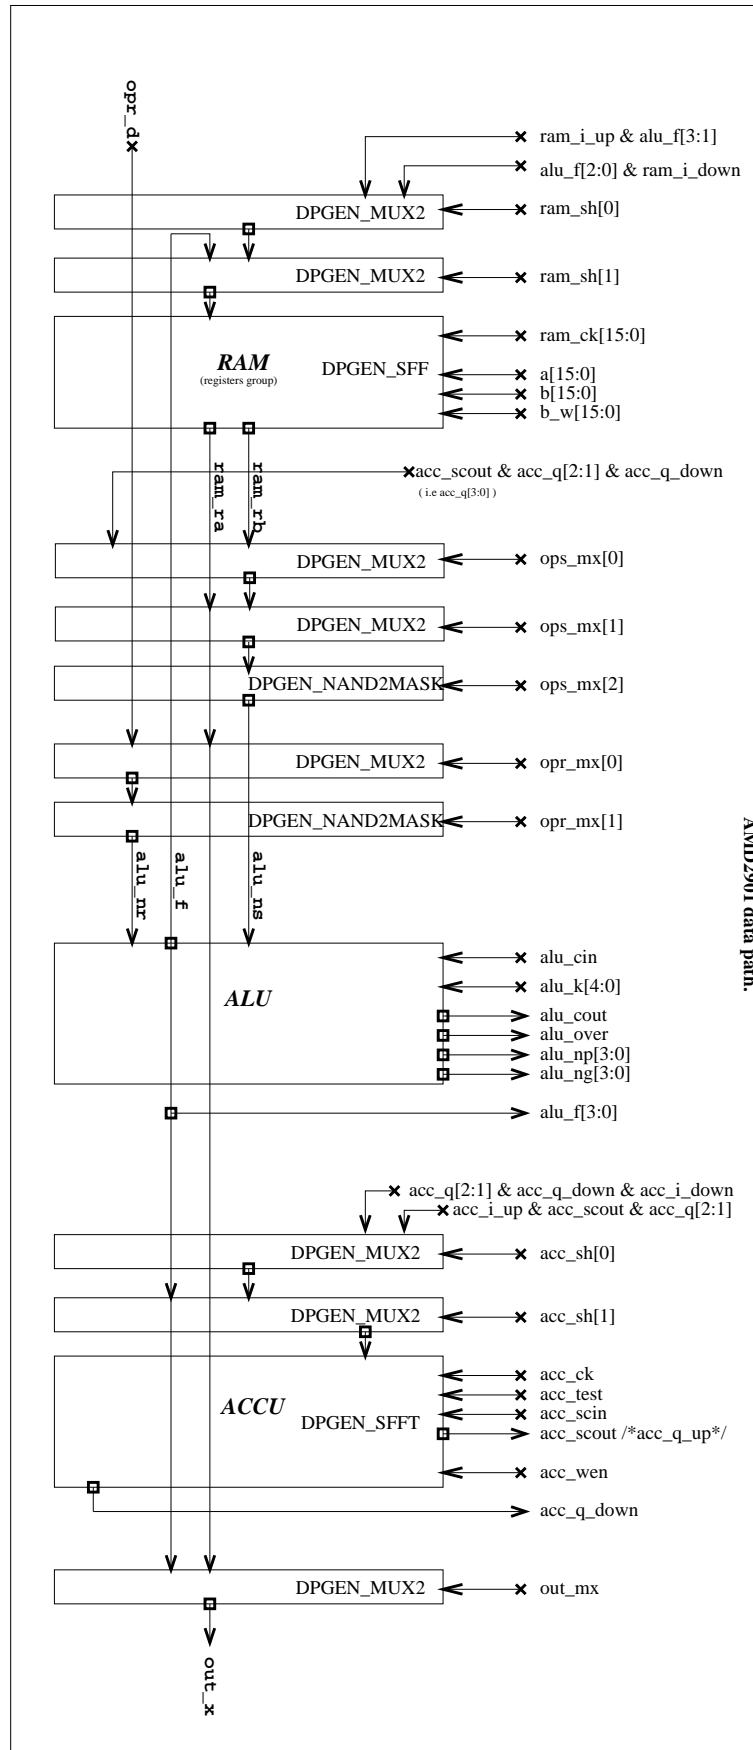 opr_d
ram_i_up & alu_f[3:1]
alu_f[2:0] & ram_i_down
DPGEN_MUX2
ram_sh[0]
DPGEN_MUX2
ram_sh[1]
RAM
(registers group)
DPGEN_SFF
ram_ck[15:0]
a[15:0]
b[15:0]
b_w[15:0]
ram_ra
ram_rb
acc_scout & acc_q[2:1] & acc_q_down
( i.e acc_q[3:0] )
DPGEN_MUX2
ops_mx[0]
DPGEN_MUX2
ops_mx[1]
DPGEN_NAND2MASK
ops_mx[2]
DPGEN_MUX2
opr_mx[0]
DPGEN_NAND2MASK
opr_mx[1]
AMD2901 data path.
alu_nr
alu_f
alu_ns
ALU
alu_cin
alu_k[4:0]
alu_cout
alu_over
alu_np[3:0]
alu_ng[3:0]
alu_f[3:0]
acc_q[2:1] & acc_q_down & acc_i_down
acc_i_up & acc_scout & acc_q[2:1]
DPGEN_MUX2
acc_sh[0]
DPGEN_MUX2
acc_sh[1]
ACCU
DPGEN_SFFT
acc_ck
acc_test
acc_scin
acc_scout /*acc_q_up*/
acc_wen
acc_q_down
DPGEN_MUX2
out_mx
out_x